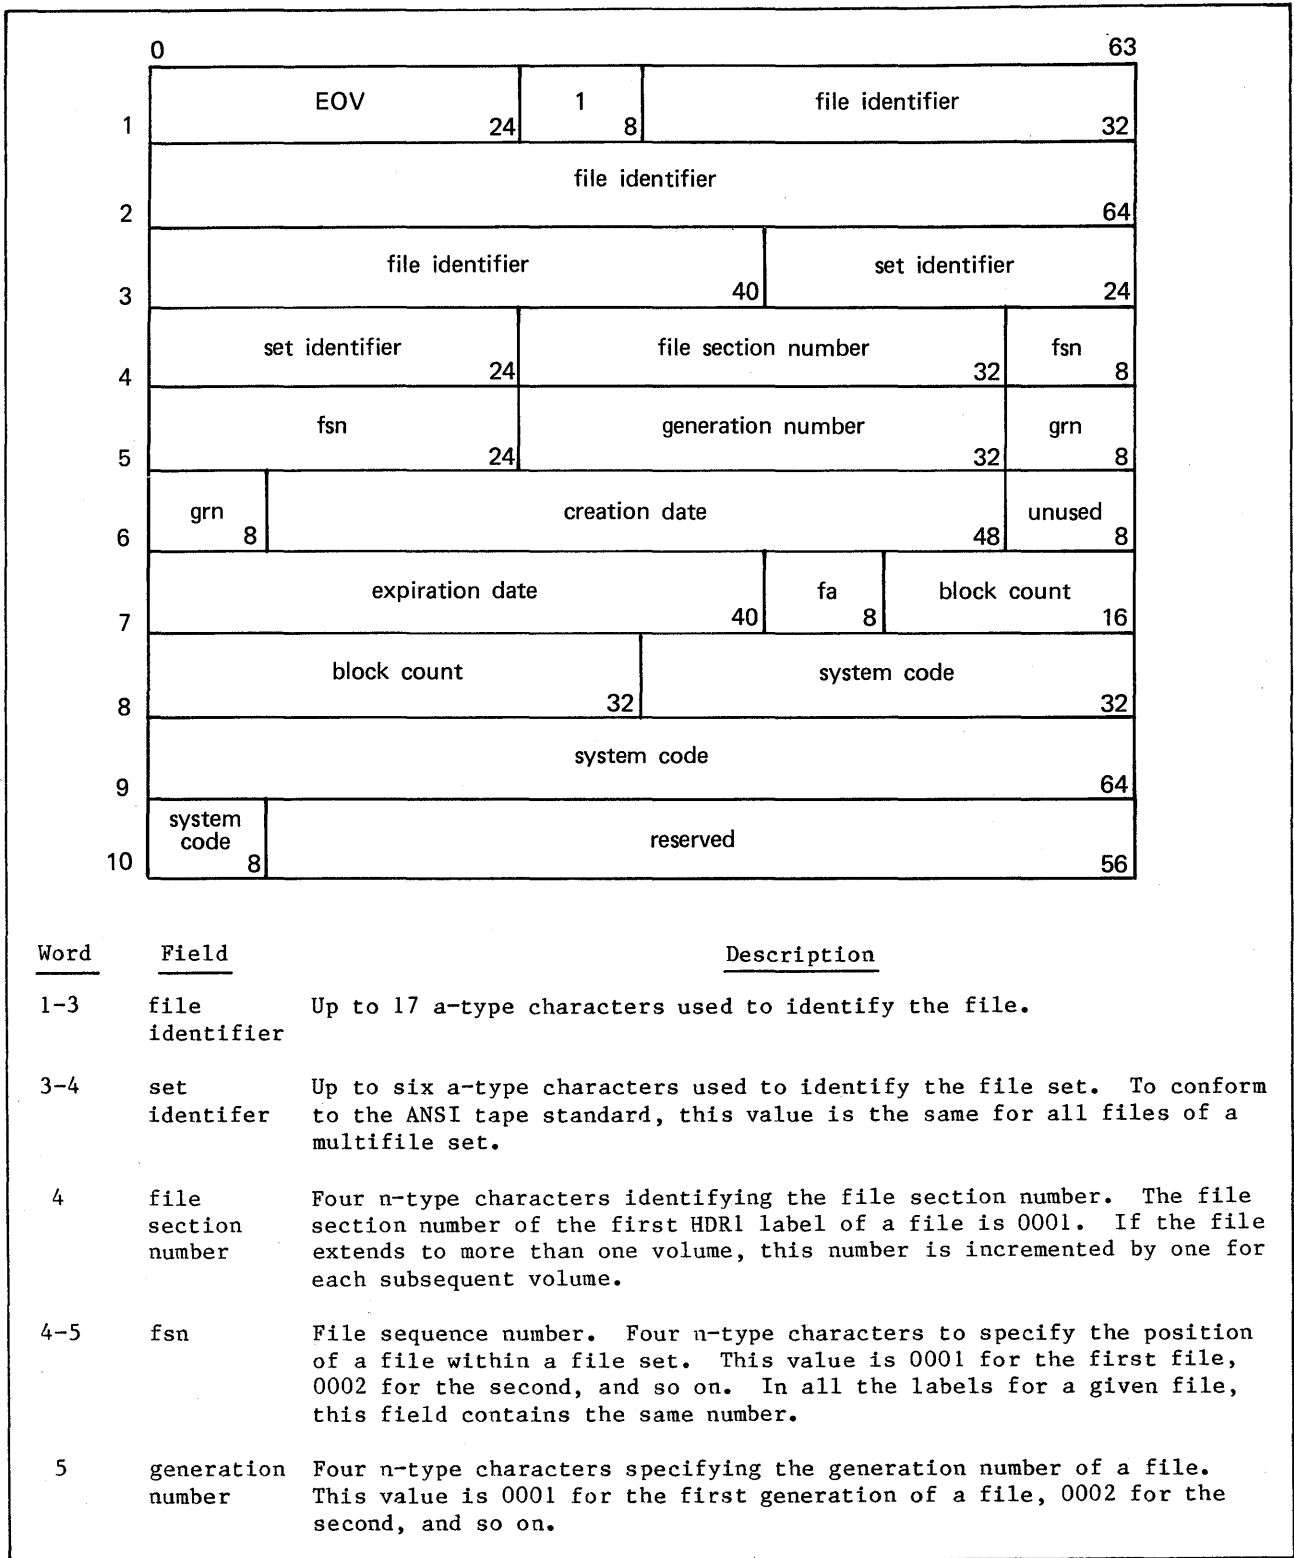 0 63
EOV 1 file identifier
1 24 8 32
file identifier
2 64
file identifier set identifier
3 40 24
set identifier file section number fsn
4 24 32 8
fsn generation number grn
5 24 32 8
grn creation date unused
6 8 48 8
expiration date fa block count
7 40 8 16
block count system code
8 32 32
system code
9 64
system
code reserved
10 8 56
Word Field Description
1-3 file Up to 17 a-type characters used to identify the file.
identifier
3-4 set Up to six a-type characters used to identify the file set. To conform
identifer to the ANSI tape standard, this value is the same for all files of a
multifile set.
4 file Four n-type characters identifying the file section number. The file
section section number of the first HDR1 label of a file is 0001. If the file
number extends to more than one volume, this number is incremented by one for
each subsequent volume.
4-5 fsn File sequence number. Four n-type characters to specify the position
of a file within a file set. This value is 0001 for the first file,
0002 for the second, and so on. In all the labels for a given file,
this field contains the same number.
5 generation Four n-type characters specifying the generation number of a file.
number This value is 0001 for the first generation of a file, 0002 for the
second, and so on.